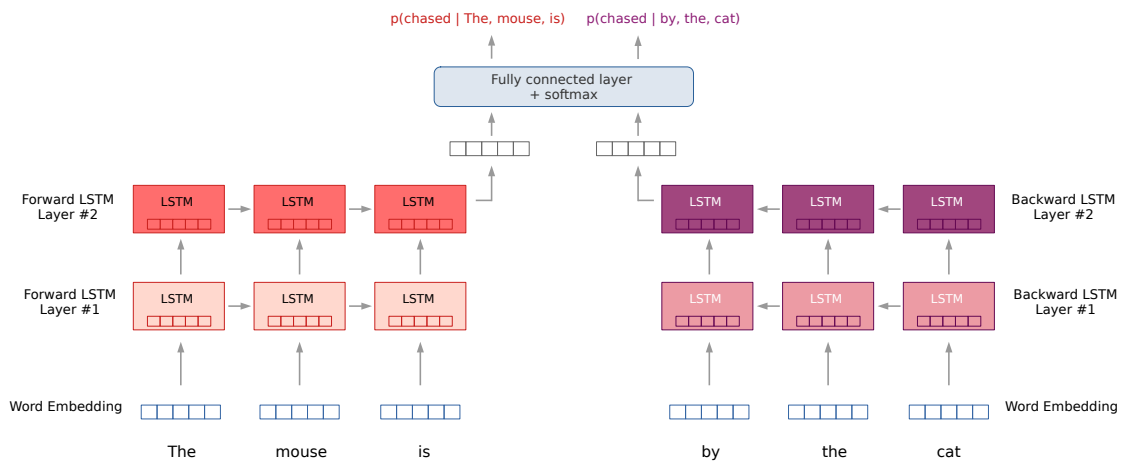 p(chased | The, mouse, is)
p(chased | by, the, cat)
Fully connected layer
+ softmax
Forward LSTM
Layer #2
LSTM
LSTM
LSTM
LSTM
LSTM
LSTM
Backward LSTM
Layer #2
Forward LSTM
Layer #1
LSTM
LSTM
LSTM
LSTM
LSTM
LSTM
Backward LSTM
Layer #1
Word Embedding
Word Embedding
The
mouse
is
by
the
cat